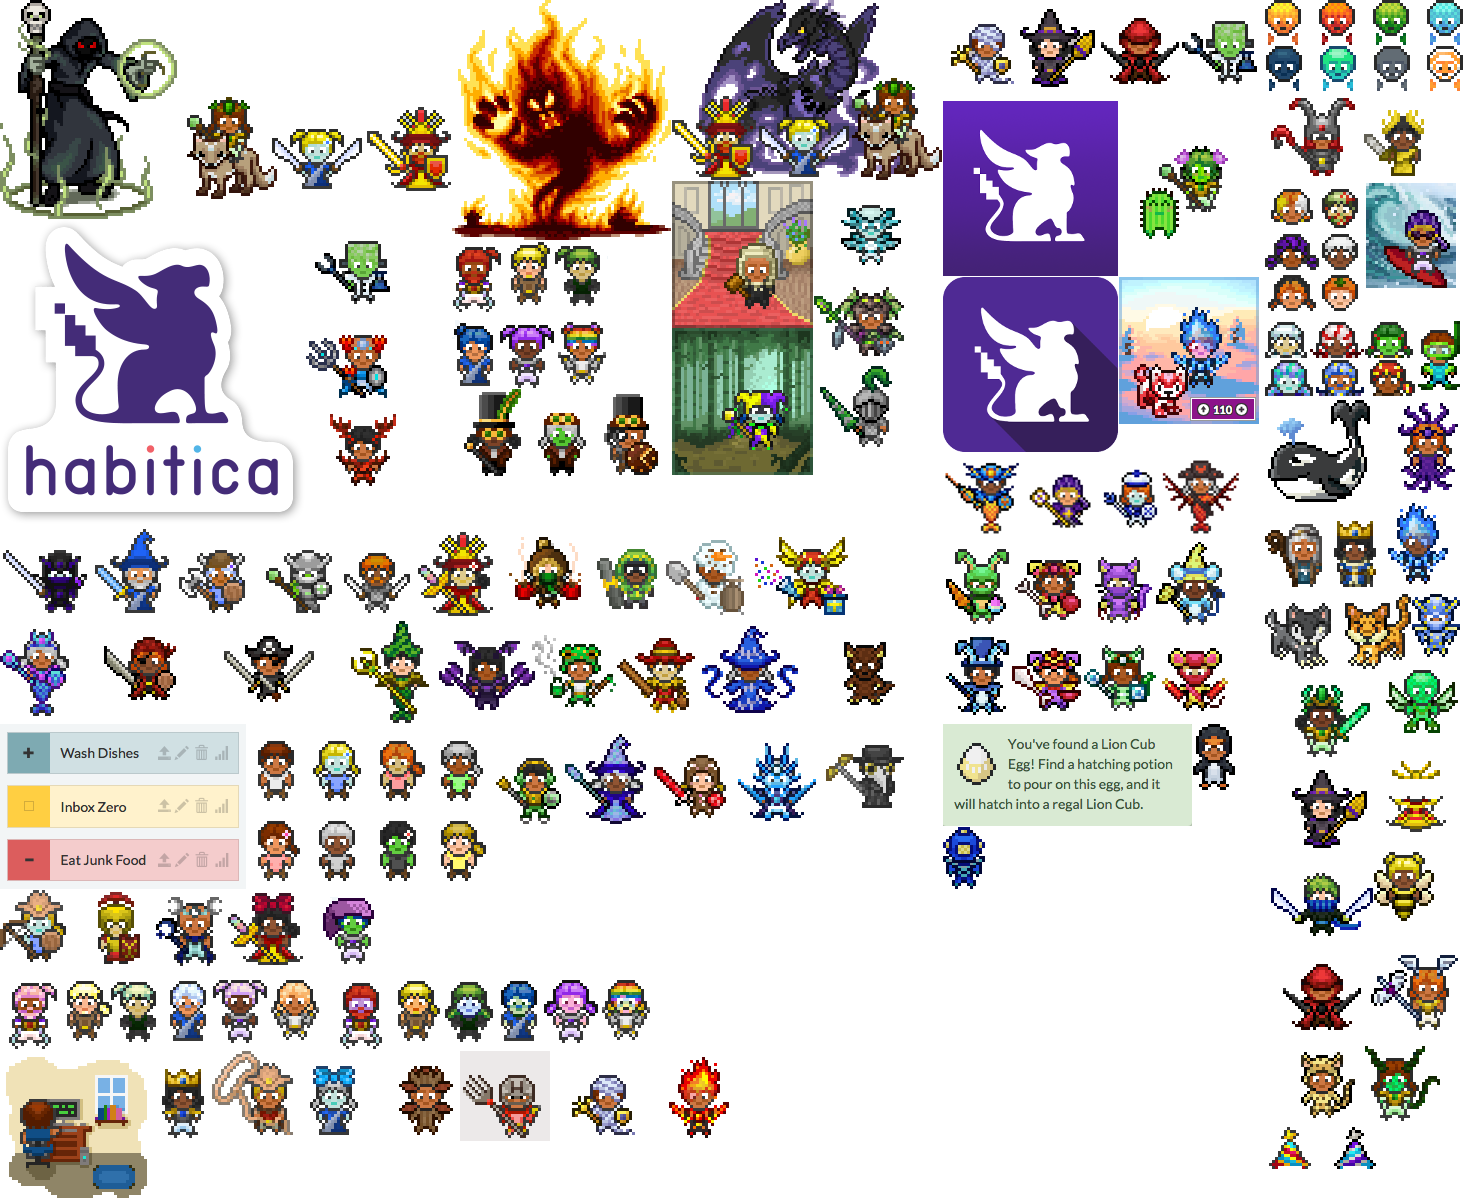 habitica
110
Wash Dishes
Inbox Zero
Eat Junk Food
You've found a Lion Cub
Egg! Find a hatching potion
to pour on this egg, and it
will hatch into a regal Lion Cub.